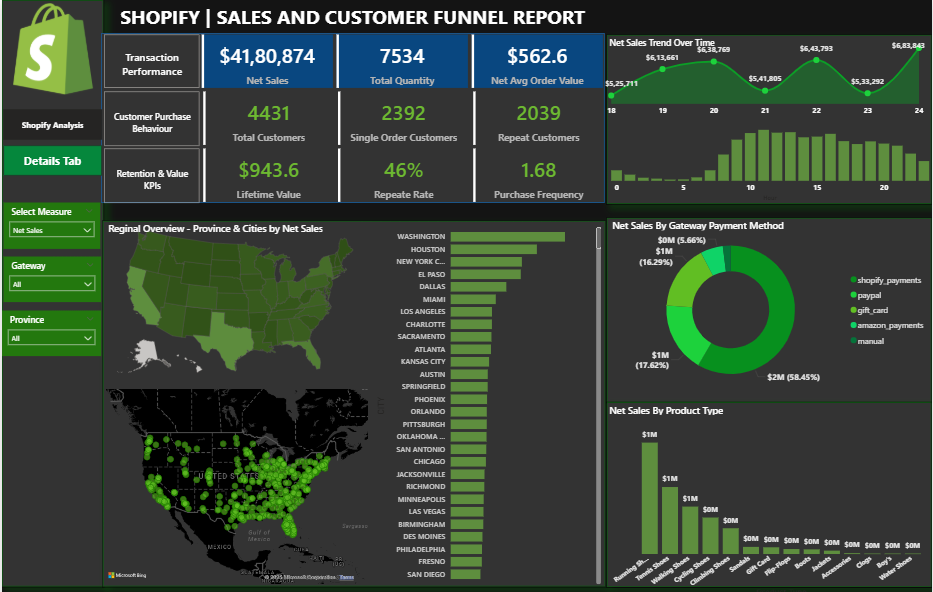 SHOPIFY | SALES AND CUSTOMER FUNNEL REPORT
Shopify Analysis
Details Tab
Select Measure
Net Sales
Gateway
All
Province
All
Transaction
Performance
$41,80,874
Net Sales
7534
Total Quantity
$562.6
Net Avg Order Value
Customer Purchase
Behaviour
4431
Total Customers
2392
Single Order Customers
2039
Repeat Customers
Retention & Value
KPIs
$943.6
Lifetime Value
46%
Repeate Rate
1.68
Purchase Frequency
Net Sales Trend Over Time
$5,25,711
$6,13,661
$6,38,769
$5,41,805
$6,43,793
$5,33,292
$6,83,843
18 19 20 21 22 23 24
0 5 10 15 20
Reginal Overview - Province & Cities by Net Sales
UNITED STATES
MEXICO
Gulf of
Mexico
Sargasso
Microsoft Bing
© 2025 Microsoft Corporation Terms
CITY
WASHINGTON
HOUSTON
NEW YORK C...
EL PASO
DALLAS
MIAMI
LOS ANGELES
CHARLOTTE
SACRAMENTO
ATLANTA
KANSAS CITY
AUSTIN
SPRINGFIELD
PHOENIX
ORLANDO
PITTSBURGH
OKLAHOMA ...
SAN ANTONIO
CHICAGO
JACKSONVILLE
RICHMOND
MINNEAPOLIS
LAS VEGAS
BIRMINGHAM
DES MOINES
PHILADELPHIA
FRESNO
SAN DIEGO
Net Sales By Gateway Payment Method
$0M (5.66%)
$1M
(16.29%)
$1M
(17.62%)
$2M (58.45%)
shopify_payments
paypal
gift_card
amazon_payments
manual
Net Sales By Product Type
$1M
$1M
$1M
$0M
$0M
$0M
$0M
$0M
$0M
$0M
$0M
$0M
$0M
$0M
Running Sh...
Tennis Shoes
Walking Shoes
Cycling Shoes
Climbing Shoes
Sandals
Gift Card
Flip-Flops
Boots
Jackets
Accessories
Clogs
Boy's
Water Shoes